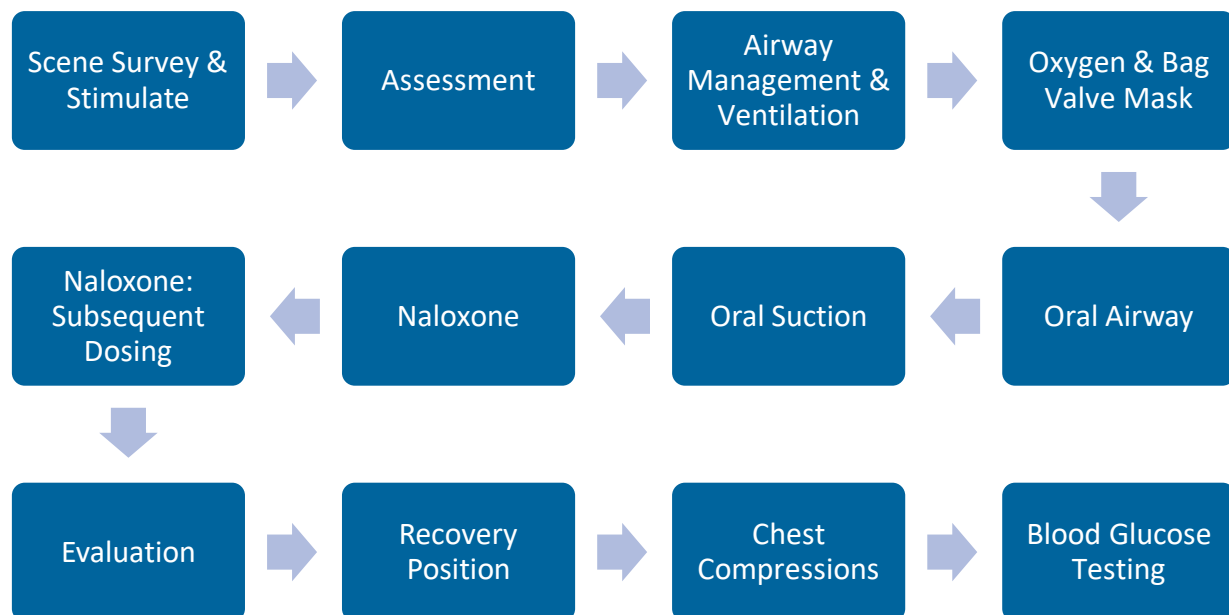 Scene Survey &
Stimulate
Assessment
Airway
Management &
Ventilation
Oxygen & Bag
Valve Mask
Oral Airway
Oral Suction
Naloxone
Naloxone:
Subsequent
Dosing
Evaluation
Recovery
Position
Chest
Compressions
Blood Glucose
Testing